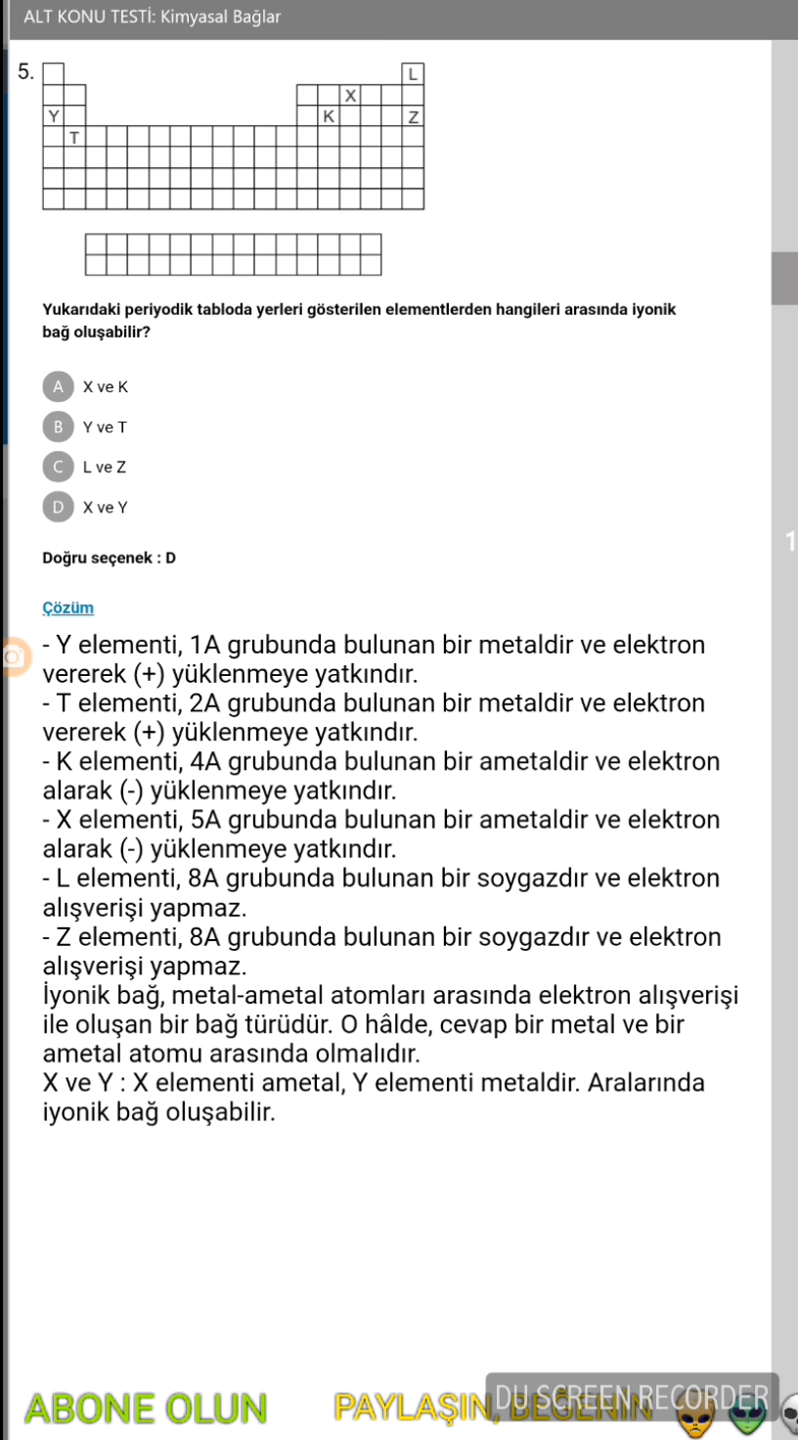 ALT KONU TESTİ: Kimyasal Bağlar
5.
L
X
Y K Z
T
Yukarıdaki periyodik tabloda yerleri gösterilen elementlerden hangileri arasında iyonik
bağ oluşabilir?
A X ve K
B Y ve T
C L ve Z
D X ve Y
1
Doğru seçenek : D
Çözüm
- Y elementi, 1A grubunda bulunan bir metaldir ve elektron
vererek (+) yüklenmeye yatkındır.
- T elementi, 2A grubunda bulunan bir metaldir ve elektron
vererek (+) yüklenmeye yatkındır.
- K elementi, 4A grubunda bulunan bir ametaldir ve elektron
alarak (-) yüklenmeye yatkındır.
- X elementi, 5A grubunda bulunan bir ametaldir ve elektron
alarak (-) yüklenmeye yatkındır.
- L elementi, 8A grubunda bulunan bir soygazdır ve elektron
alışverişi yapmaz.
- Z elementi, 8A grubunda bulunan bir soygazdır ve elektron
alışverişi yapmaz.
İyonik bağ, metal-ametal atomları arasında elektron alışverişi
ile oluşan bir bağ türüdür. O hâlde, cevap bir metal ve bir
ametal atomu arasında olmalıdır.
X ve Y : X elementi ametal, Y elementi metaldir. Aralarında
iyonik bağ oluşabilir.
DU SCREEN RECORDER
ABONE OLUN PAYLAŞIN, BEĞENİN